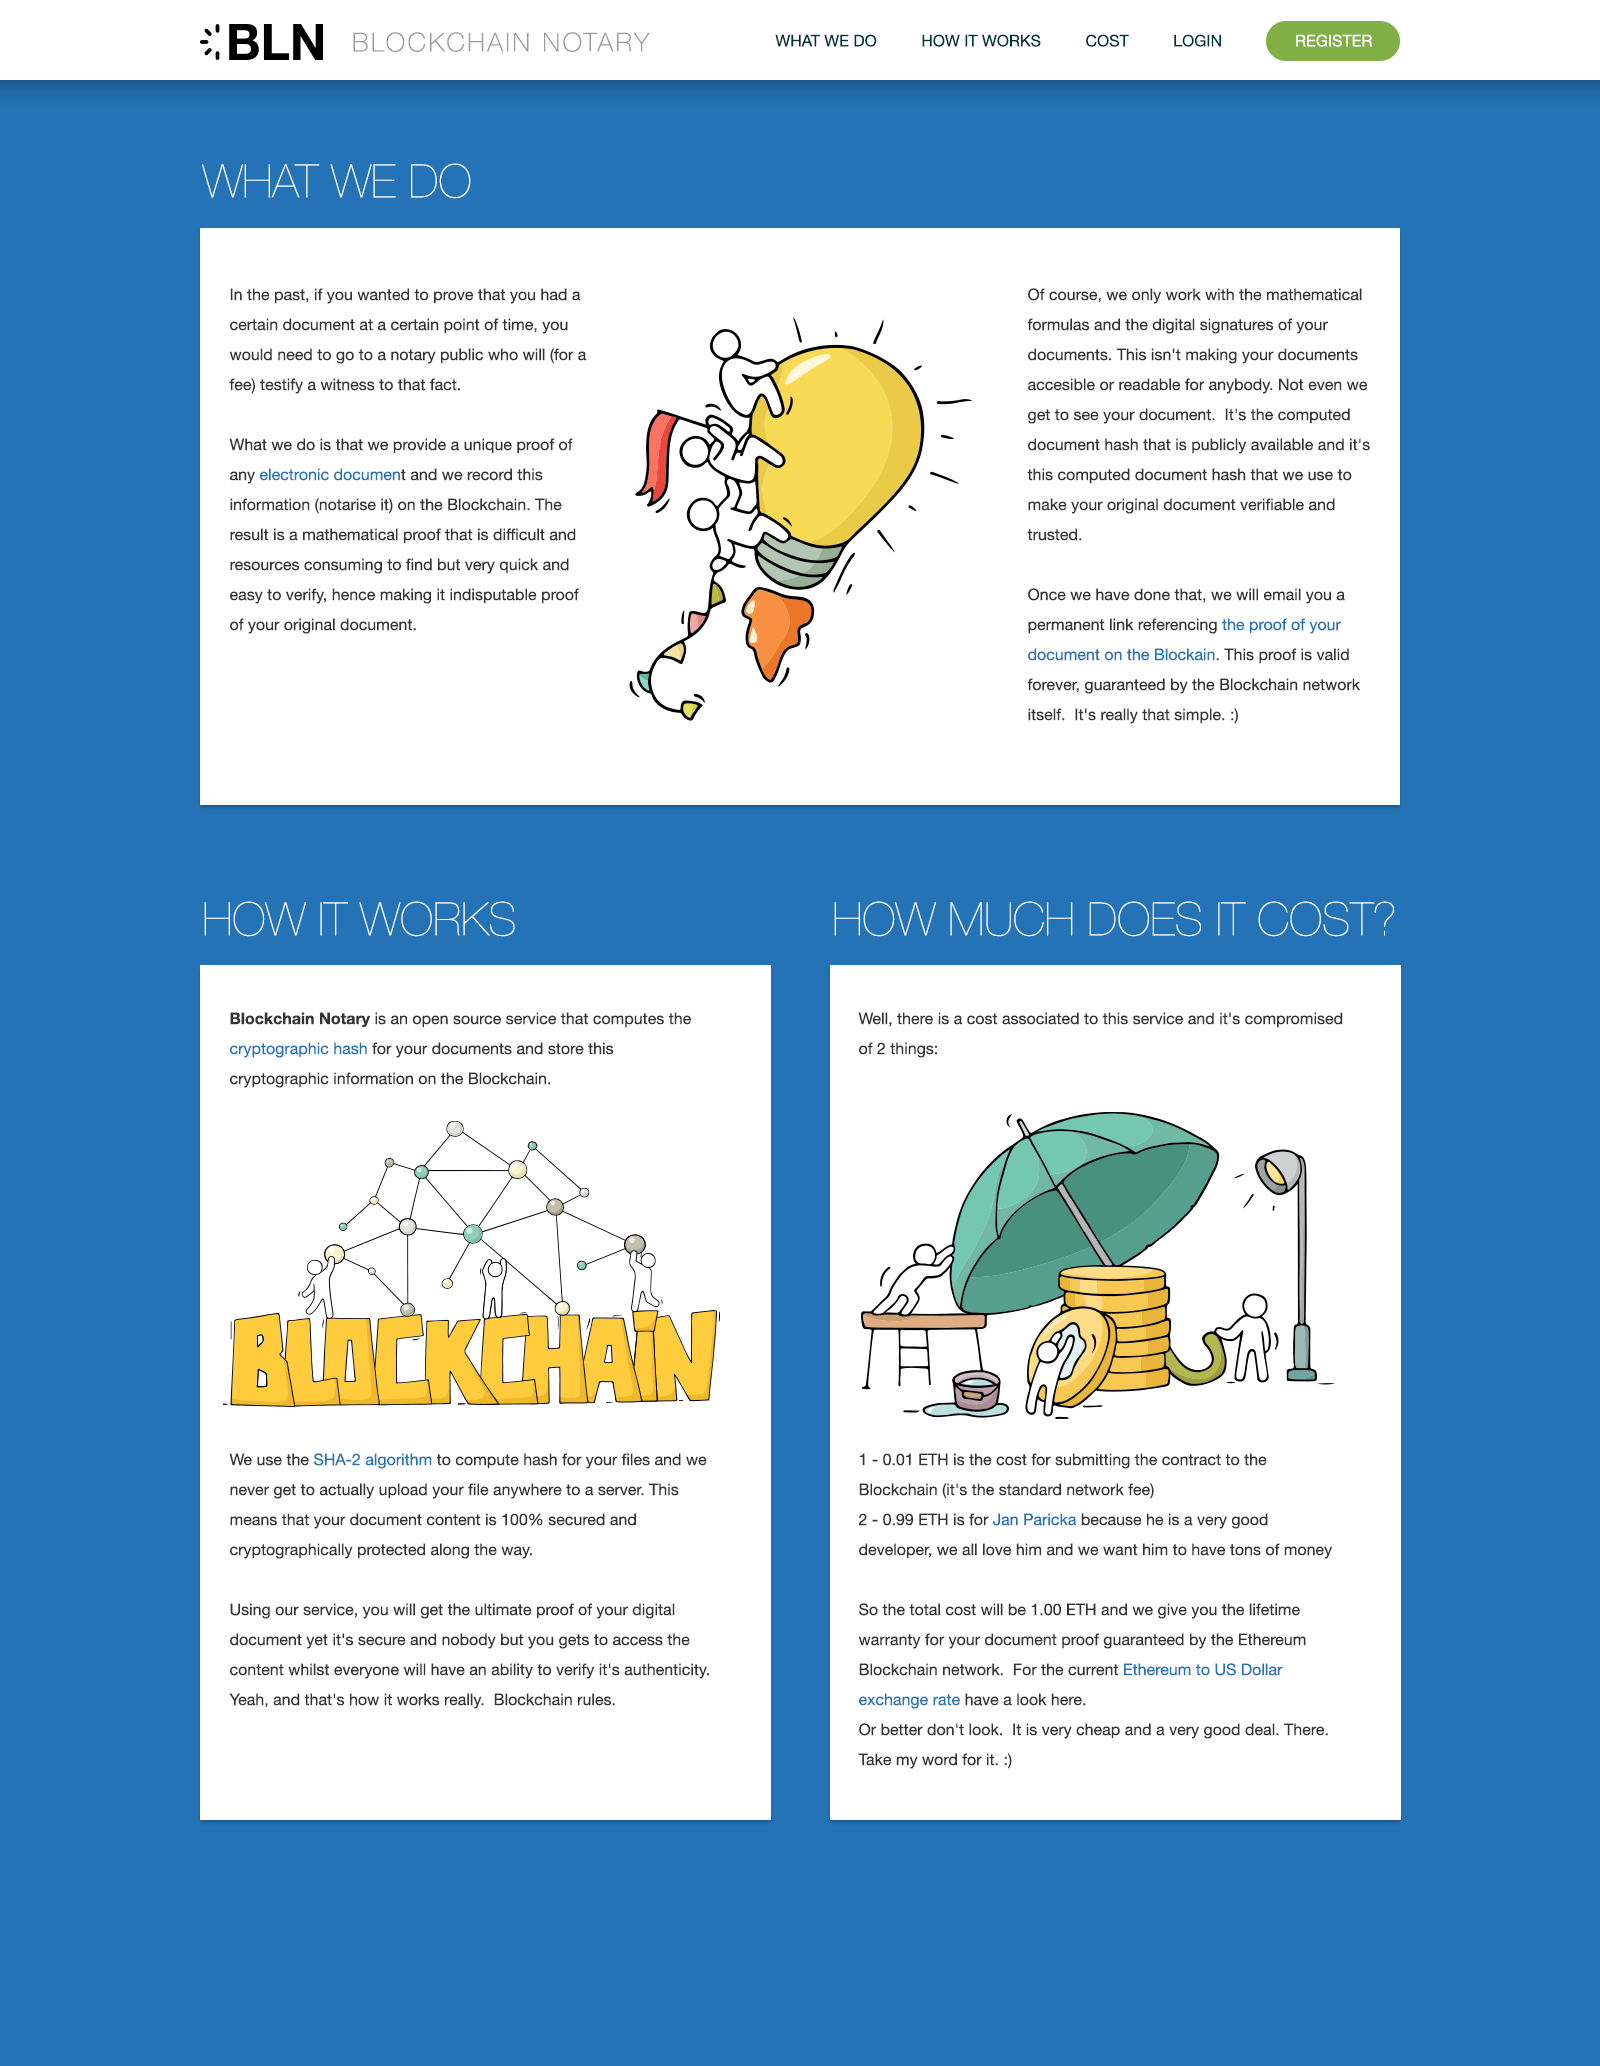 BLN BLOCKCHAIN NOTARY WHAT WE DO HOW IT WORKS COST LOGIN REGISTER
WHAT WE DO
In the past, if you wanted to prove that you had a
certain document at a certain point of time, you
would need to go to a notary public who will (for a
fee) testify a witness to that fact.
What we do is that we provide a unique proof of
any electronic document and we record this
information (notarise it) on the Blockchain. The
result is a mathematical proof that is difficult and
resources consuming to find but very quick and
easy to verify, hence making it indisputable proof
of your original document.
Of course, we only work with the mathematical
formulas and the digital signatures of your
documents. This isn't making your documents
accesible or readable for anybody. Not even we
get to see your document.  It's the computed
document hash that is publicly available and it's
this computed document hash that we use to
make your original document verifiable and
trusted.
Once we have done that, we will email you a
permanent link referencing the proof of your
document on the Blockain. This proof is valid
forever, guaranteed by the Blockchain network
itself.  It's really that simple. :)
HOW IT WORKS
Blockchain Notary is an open source service that computes the
cryptographic hash for your documents and store this
cryptographic information on the Blockchain.
BLOCKCHAIN
We use the SHA-2 algorithm to compute hash for your files and we
never get to actually upload your file anywhere to a server. This
means that your document content is 100% secured and
cryptographically protected along the way.
Using our service, you will get the ultimate proof of your digital
document yet it's secure and nobody but you gets to access the
content whilst everyone will have an ability to verify it's authenticity.
Yeah, and that's how it works really.  Blockchain rules.
HOW MUCH DOES IT COST?
Well, there is a cost associated to this service and it's compromised
of 2 things:
1 - 0.01 ETH is the cost for submitting the contract to the
Blockchain (it's the standard network fee)
2 - 0.99 ETH is for Jan Paricka because he is a very good
developer, we all love him and we want him to have tons of money
So the total cost will be 1.00 ETH and we give you the lifetime
warranty for your document proof guaranteed by the Ethereum
Blockchain network.  For the current Ethereum to US Dollar
exchange rate have a look here.
Or better don't look.  It is very cheap and a very good deal. There.
Take my word for it. :)